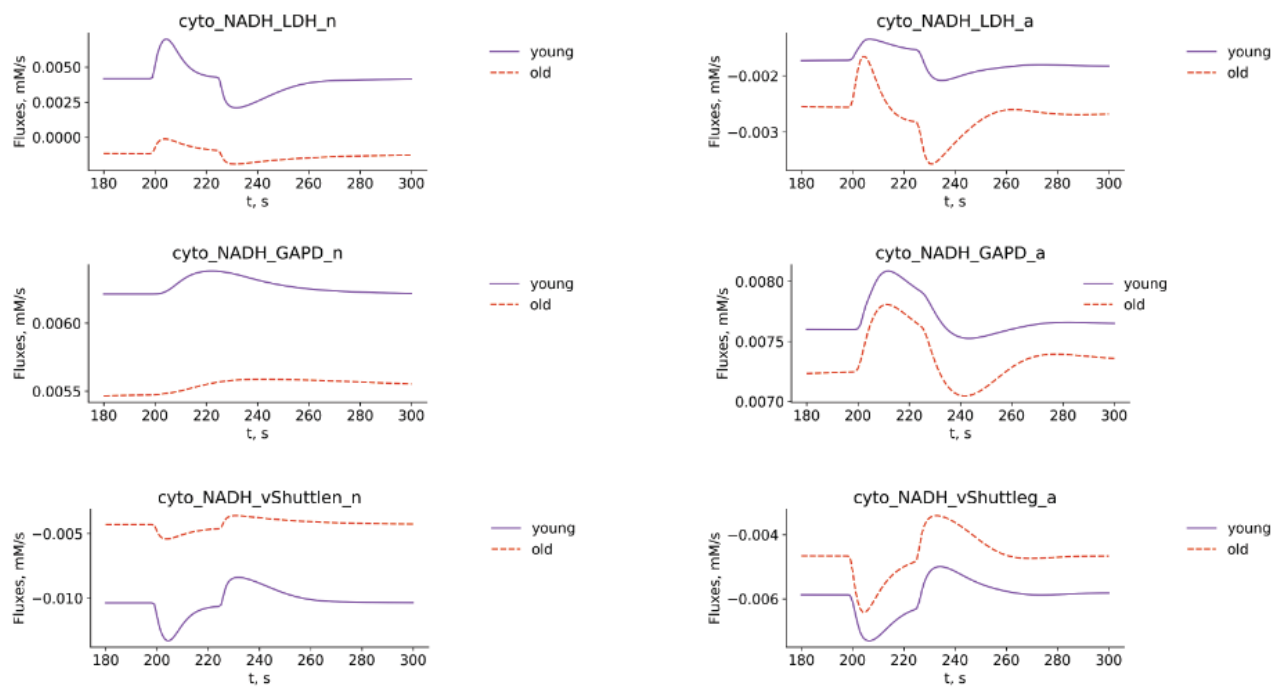 cyto_NADH_LDH_n
Fluxes, mM/s
0.0050
0.0025
0.0000
180 200 220 240 260 280 300
t, s
young
old
cyto_NADH_LDH_a
Fluxes, mM/s
−0.002
−0.003
180 200 220 240 260 280 300
t, s
young
old
cyto_NADH_GAPD_n
Fluxes, mM/s
0.0060
0.0055
180 200 220 240 260 280 300
t, s
young
old
cyto_NADH_GAPD_a
Fluxes, mM/s
0.0080
0.0075
0.0070
180 200 220 240 260 280 300
t, s
young
old
cyto_NADH_vShuttlen_n
Fluxes, mM/s
−0.005
−0.010
180 200 220 240 260 280 300
t, s
young
old
cyto_NADH_vShuttleg_a
Fluxes, mM/s
−0.004
−0.006
180 200 220 240 260 280 300
t, s
young
old